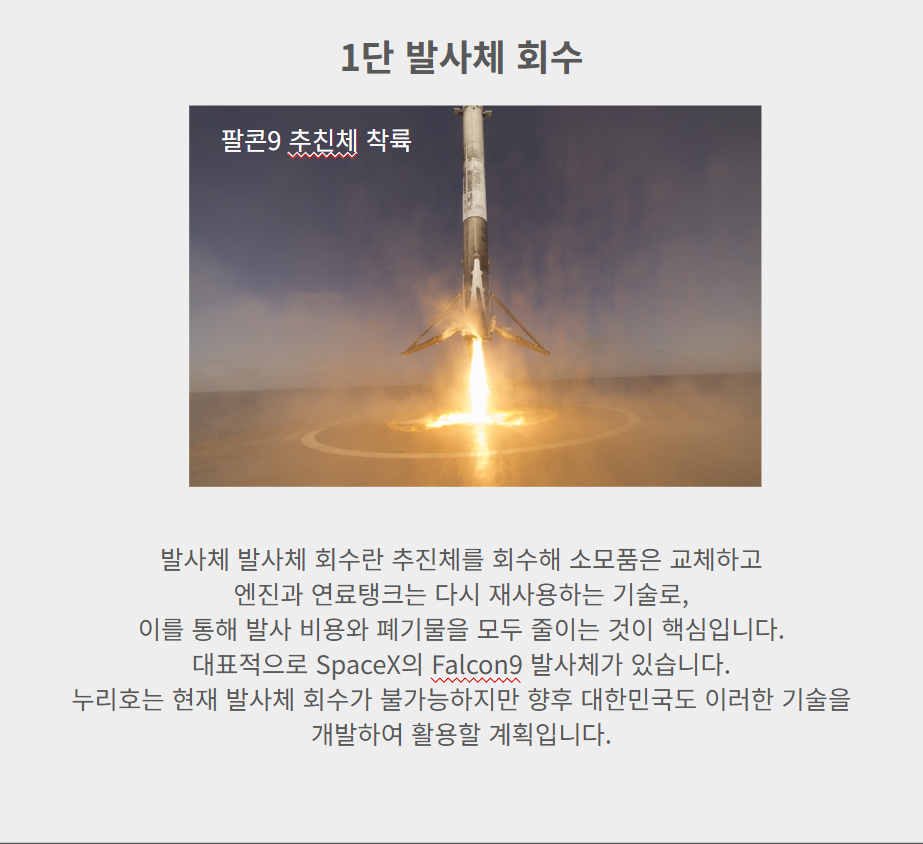 1단 발사체 회수
팔콘9 추친체 착륙
발사체 발사체 회수란 추진체를 회수해 소모품은 교체하고
엔진과 연료탱크는 다시 재사용하는 기술로,
이를 통해 발사 비용와 폐기물을 모두 줄이는 것이 핵심입니다.
대표적으로 SpaceX의 Falcon9 발사체가 있습니다.
누리호는 현재 발사체 회수가 불가능하지만 향후 대한민국도 이러한 기술을
개발하여 활용할 계획입니다.